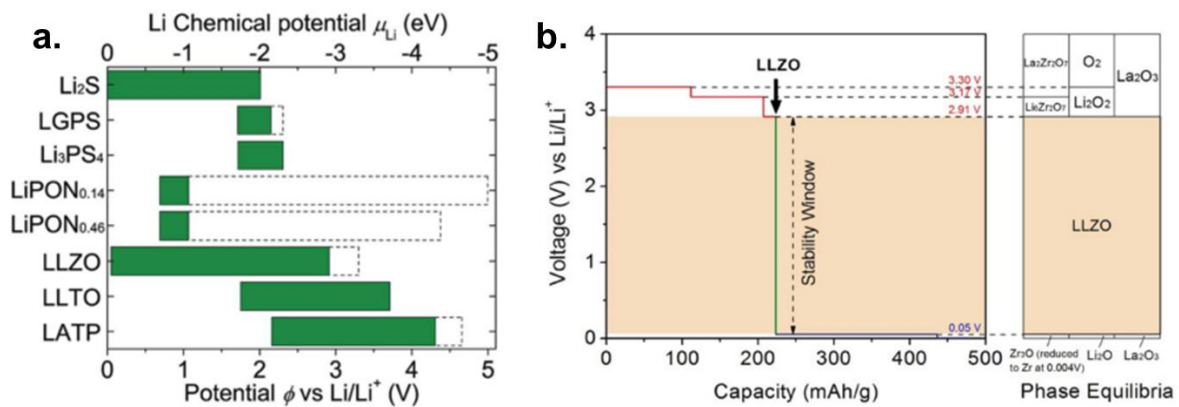 a.
Li Chemical potential μLi (eV)
0 -1 -2 -3 -4 -5
Li₂S
LGPS
Li₃PS₄
LiPON0.14
LiPON0.46
LLZO
LLTO
LATP
0 1 2 3 4 5
Potential ϕ vs Li/Li⁺ (V)
b.
Voltage (V) vs Li/Li⁺
4
3
2
1
0
LLZO
3.30 V
3.17 V
2.91 V
Stability Window
0.05 V
0 100 200 300 400 500
Capacity (mAh/g)
La₂Zr₂O₇
O₂
La₂O₃
Li₆Zr₂O₇
Li₂O₂
LLZO
Zr₃O (reduced
to Zr at 0.004V)
Li₂O
La₂O₃
Phase Equilibria